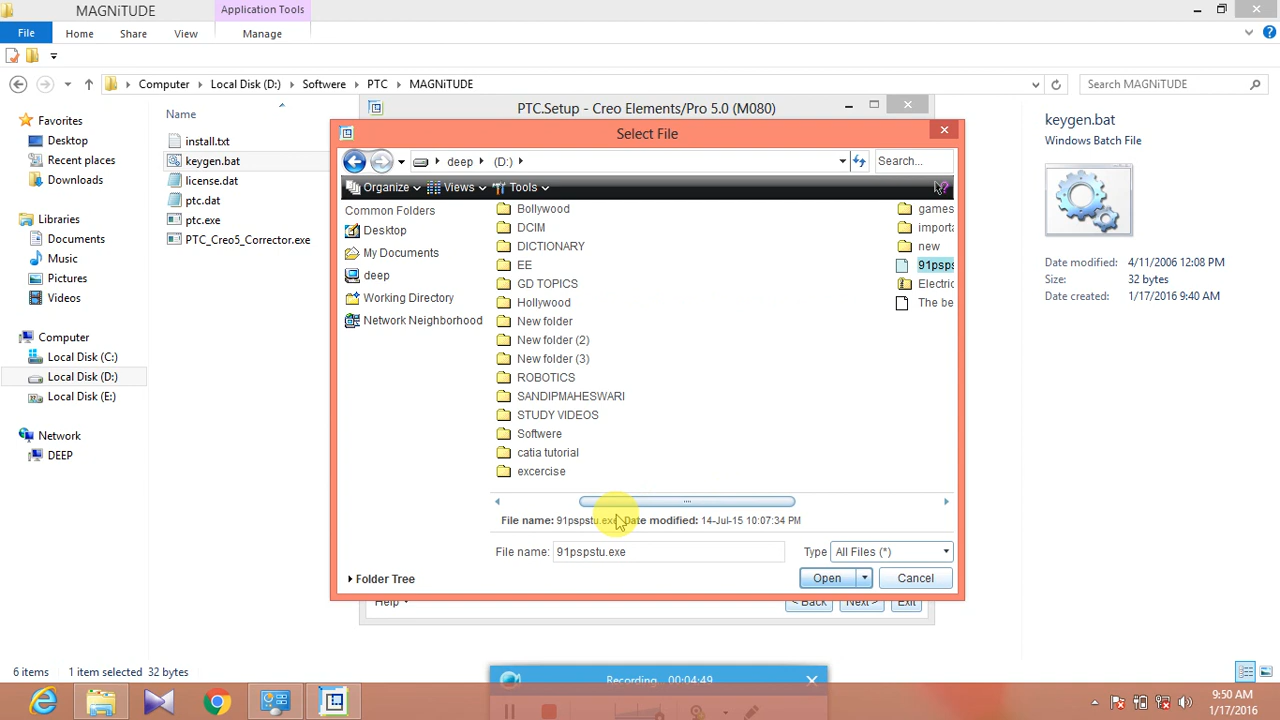 MAGNiTUDE
Application Tools
File
Home
Share
View
Manage
Computer
Local Disk (D:)
Softwere
PTC
MAGNiTUDE
Search MAGNiTUDE
Favorites
Desktop
Recent places
Downloads
Libraries
Documents
Music
Pictures
Videos
Computer
Local Disk (C:)
Local Disk (D:)
Local Disk (E:)
Network
DEEP
Name
install.txt
keygen.bat
license.dat
ptc.dat
ptc.exe
PTC_Creo5_Corrector.exe
PTC.Setup - Creo Elements/Pro 5.0 (M080)
Select File
deep
(D:)
Search...
Organize
Views
Tools
Common Folders
Desktop
My Documents
deep
Working Directory
Network Neighborhood
Bollywood
DCIM
DICTIONARY
EE
GD TOPICS
Hollywood
New folder
New folder (2)
New folder (3)
ROBOTICS
SANDIPMAHESWARI
STUDY VIDEOS
Softwere
catia tutorial
excercise
games
importa
new
91psps
Electric
The be
File name: 91pspstu.exe Date modified: 14-Jul-15 10:07:34 PM
File name: 91pspstu.exe
Type All Files (*)
Folder Tree
Open
Cancel
Help
< Back
Next >
Exit
keygen.bat
Windows Batch File
Date modified: 4/11/2006 12:08 PM
Size: 32 bytes
Date created: 1/17/2016 9:40 AM
6 items
1 item selected 32 bytes
Recording 00:04:49
9:50 AM
1/17/2016